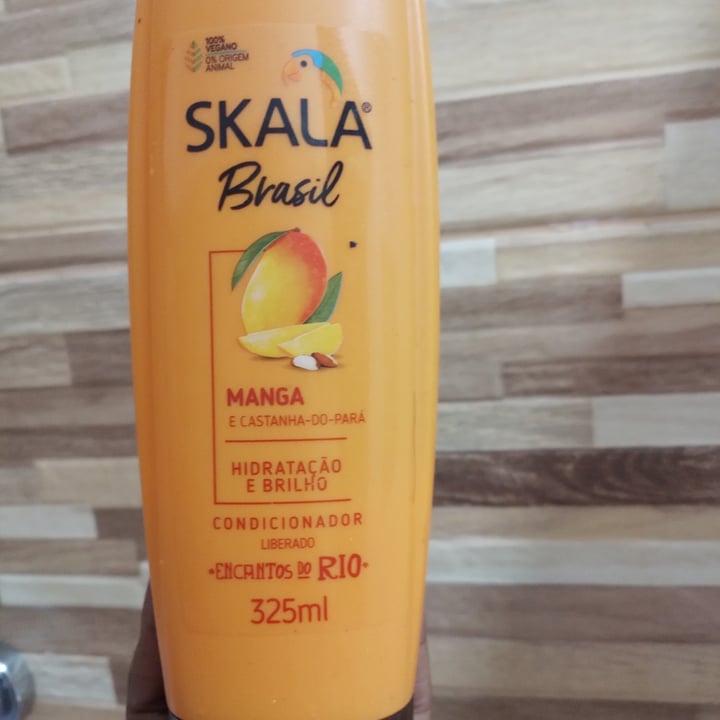 100%
VEGANO
0% ORIGEM
ANIMAL
SKALA®
Brasil
MANGA
E CASTANHA-DO-PARÁ
HIDRATAÇÃO
E BRILHO
CONDICIONADOR
LIBERADO
•ENCANTOS DO RIO•
325ml